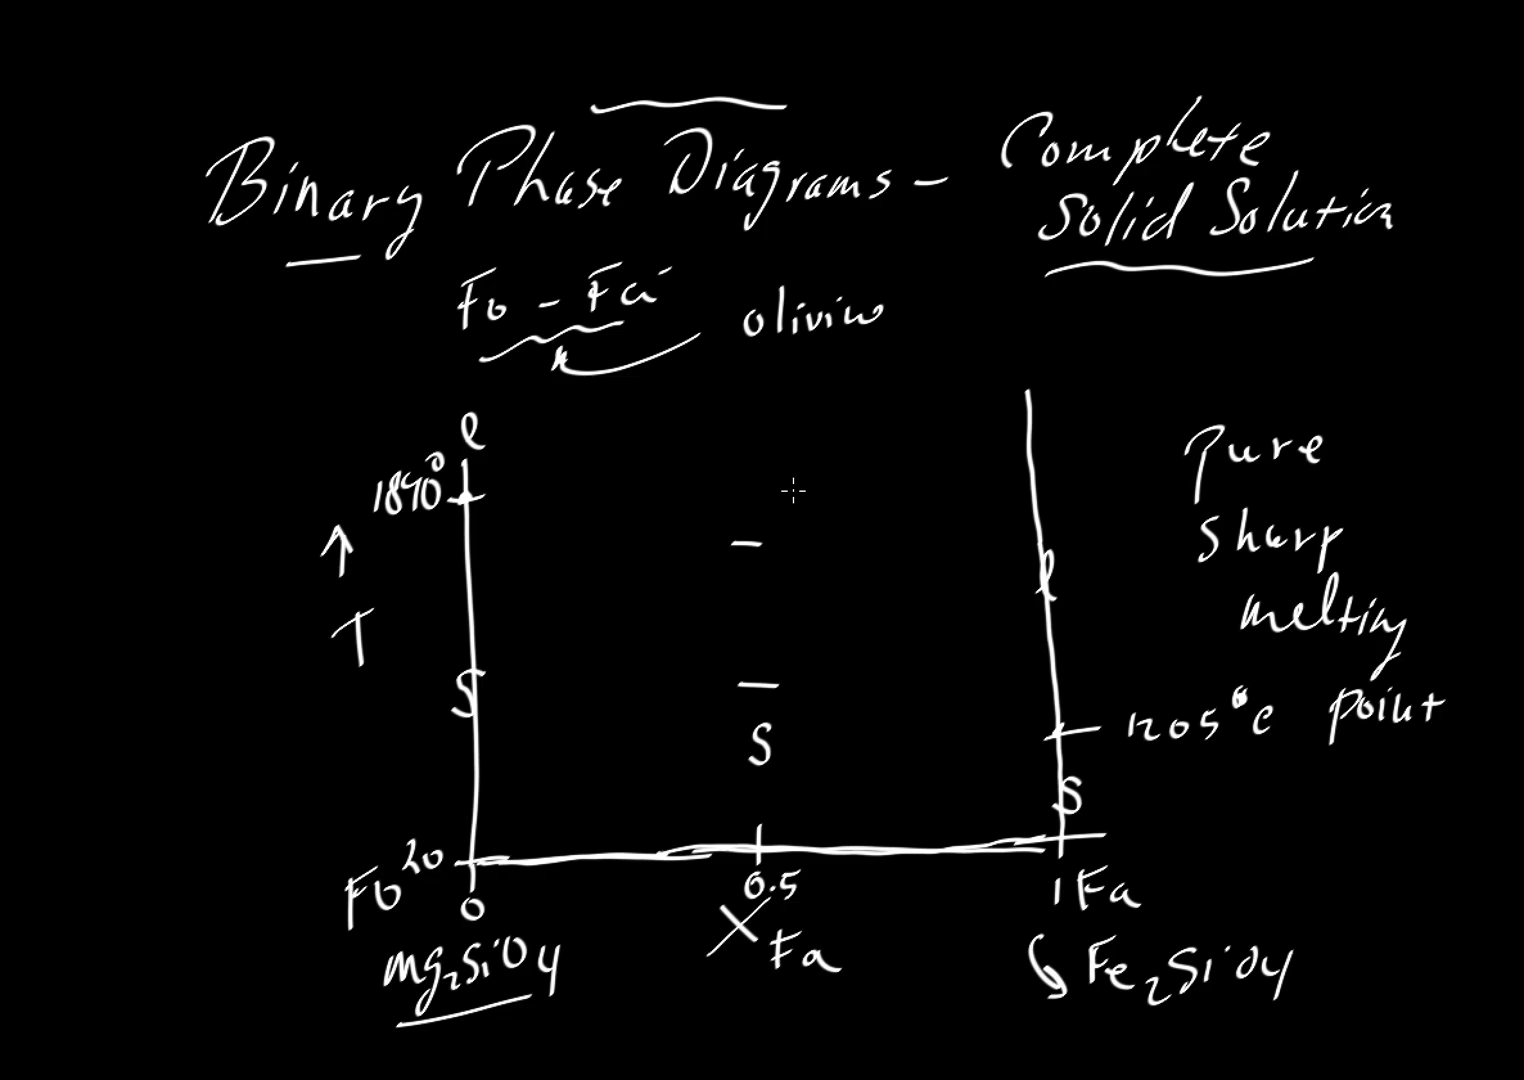 Binary Phase Diagrams - Complete
Solid Solution
Fo - Fa
olivine
l
1890°
Pure
Sharp
melting
point
↑
T
l
S
S
1205°C
S
Fo 20
0
0.5
1 Fa
X Fa
Mg2SiO4
Fe2SiO4